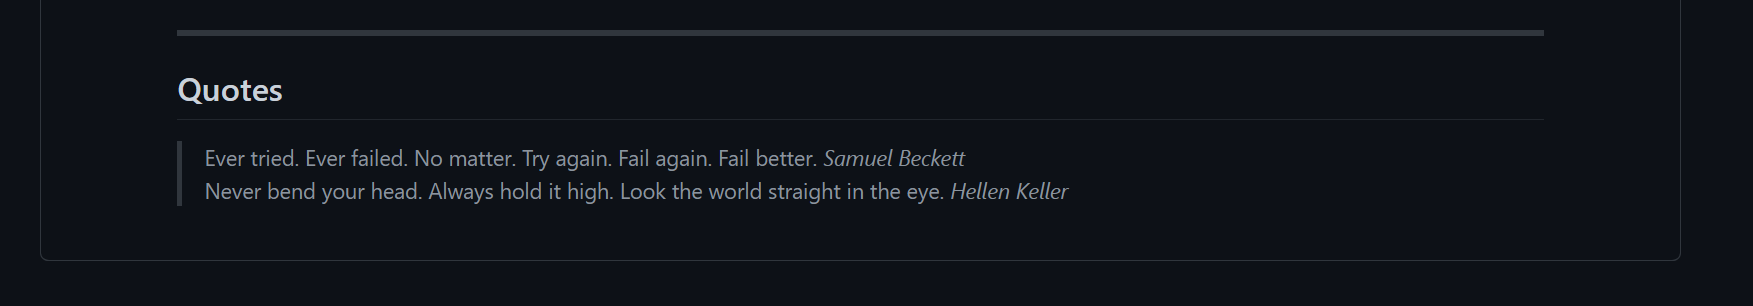 Quotes
Ever tried. Ever failed. No matter. Try again. Fail again. Fail better. Samuel Beckett
Never bend your head. Always hold it high. Look the world straight in the eye. Hellen Keller